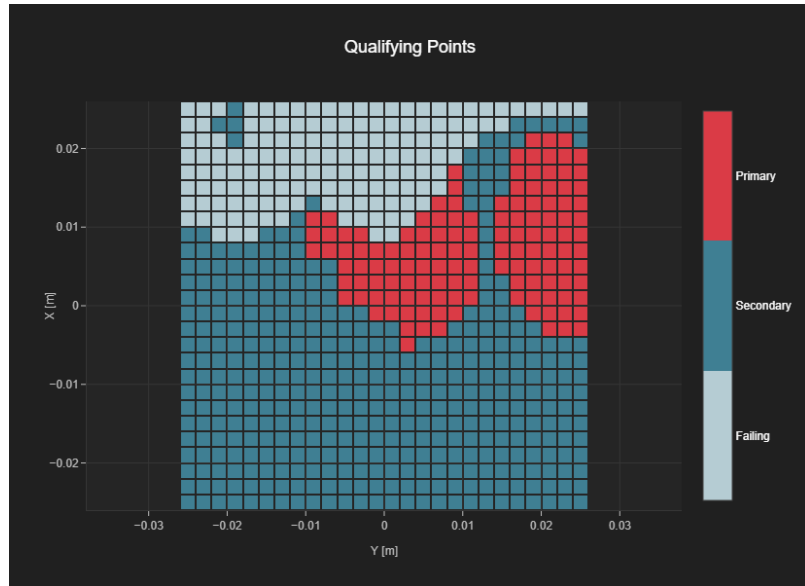 Qualifying Points
0.02
0.01
0
−0.01
−0.02
X [m]
−0.03
−0.02
−0.01
0
0.01
0.02
0.03
Y [m]
Primary
Secondary
Failing